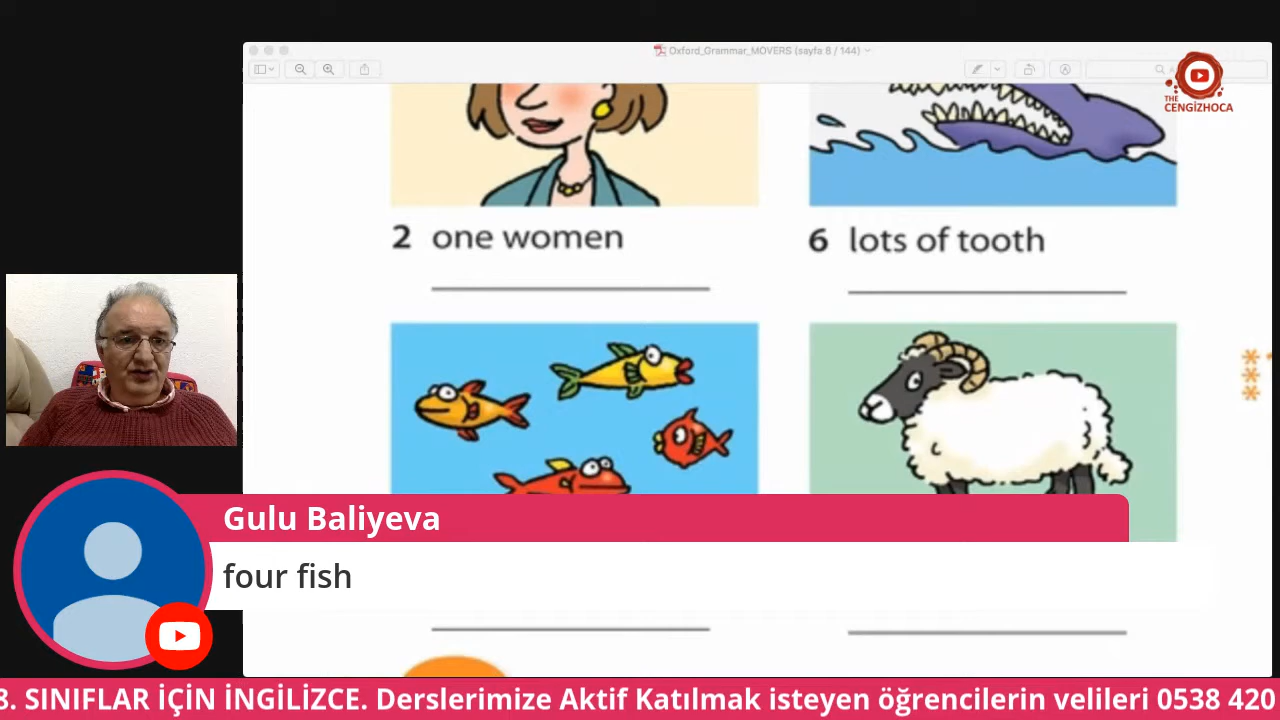 Oxford_Grammar_MOVERS (sayfa 8 / 144)
THE
CENGİZHOCA
2 one women
6 lots of tooth
Gulu Baliyeva
four fish
8. SINIFLAR İÇİN İNGİLİZCE. Derslerimize Aktif Katılmak isteyen öğrencilerin velileri 0538 420